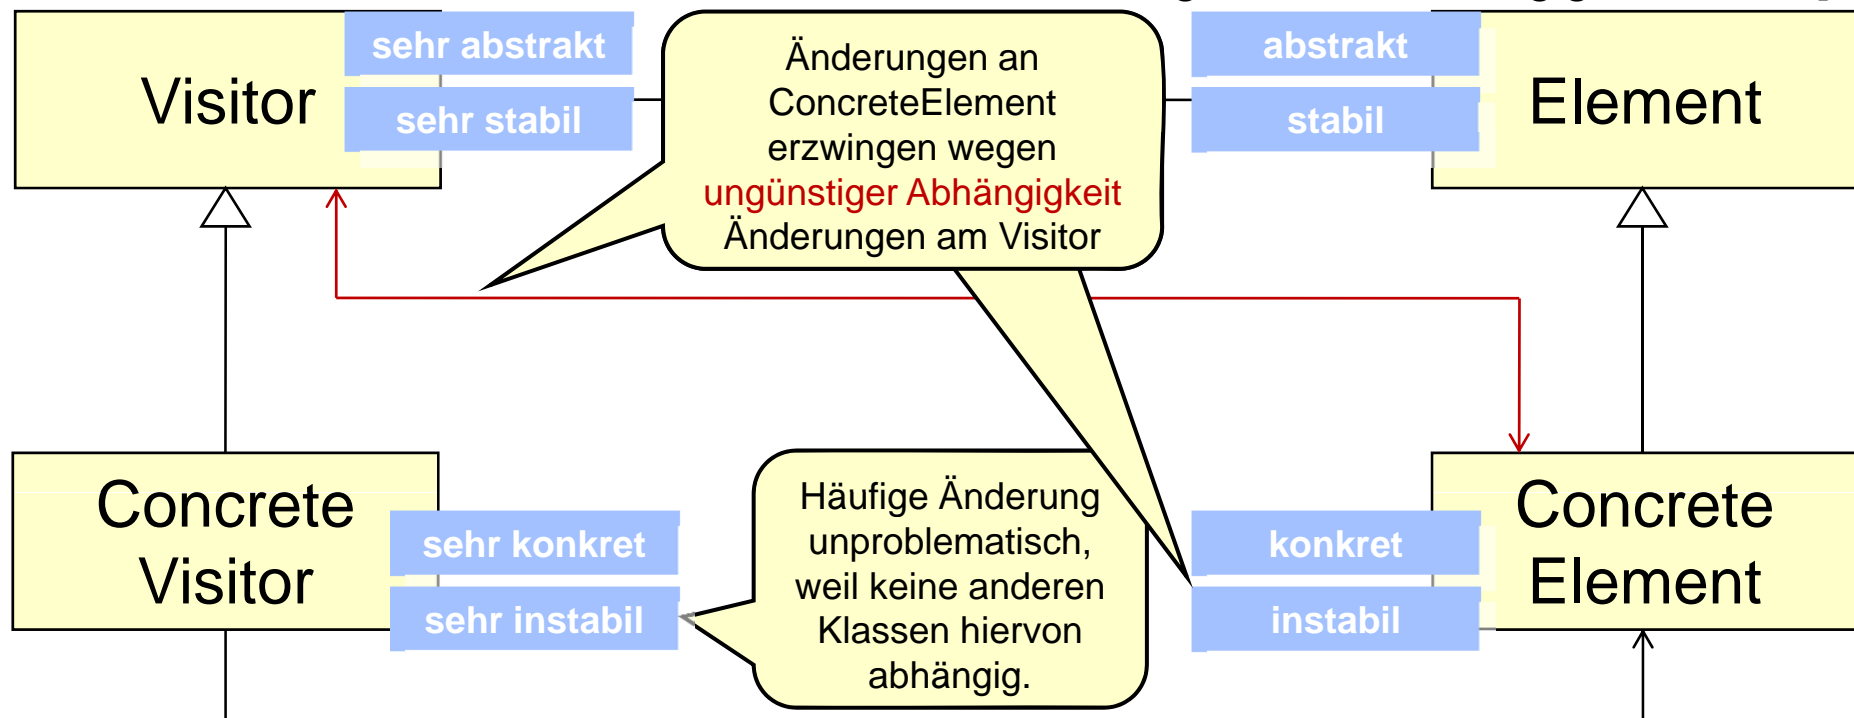 Visitor
sehr abstrakt
sehr stabil
Änderungen an
ConcreteElement
erzwingen wegen
ungünstiger Abhängigkeit
Änderungen am Visitor
abstrakt
stabil
Element
Concrete
Visitor
sehr konkret
sehr instabil
Häufige Änderung
unproblematisch,
weil keine anderen
Klassen hiervon
abhängig.
konkret
instabil
Concrete
Element